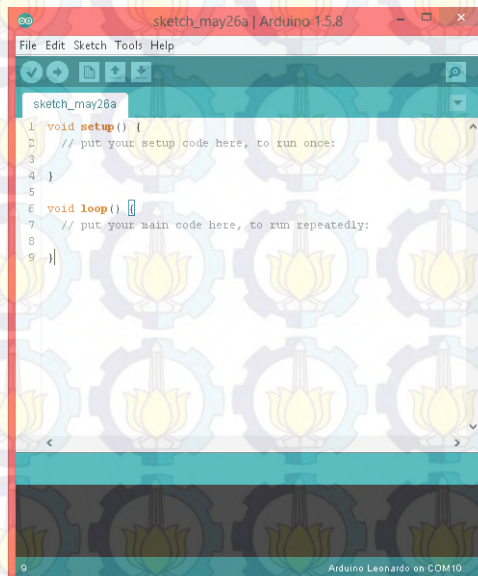 sketch_may26a | Arduino 1.5.8
File Edit Sketch Tools Help
sketch_may26a
1 void setup() {
2 // put your setup code here, to run once:
3
4 }
5
6 void loop() {
7 // put your main code here, to run repeatedly:
8
9 }
9 Arduino Leonardo on COM10